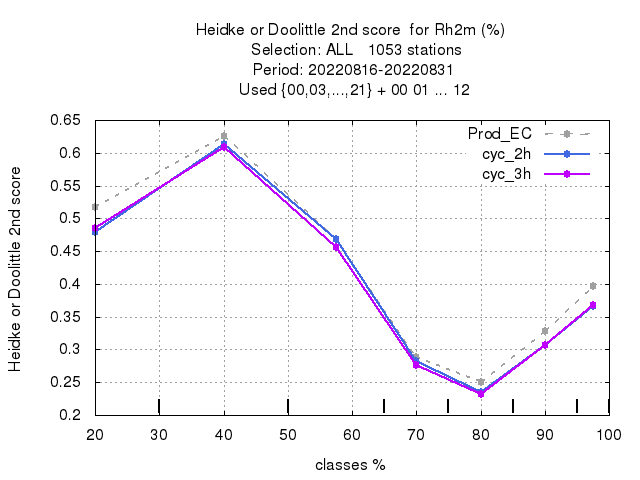 Heidke or Doolittle 2nd score  for Rh2m (%)
Selection: ALL   1053 stations
Period: 20220816-20220831
Used {00,03,...,21} + 00 01 ... 12
0.65
0.6
0.55
0.5
0.45
0.4
0.35
0.3
0.25
0.2
Heidke or Doolittle 2nd score
Prod_EC
cyc_2h
cyc_3h
20 30 40 50 60 70 80 90 100
classes %